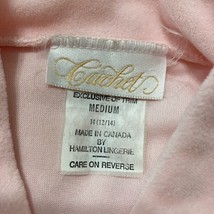 Cachet
EXCLUSIVE OF TRIM
MEDIUM
M (12/14)
MADE IN CANADA
BY
HAMILTON LINGERIE
CARE ON REVERSE